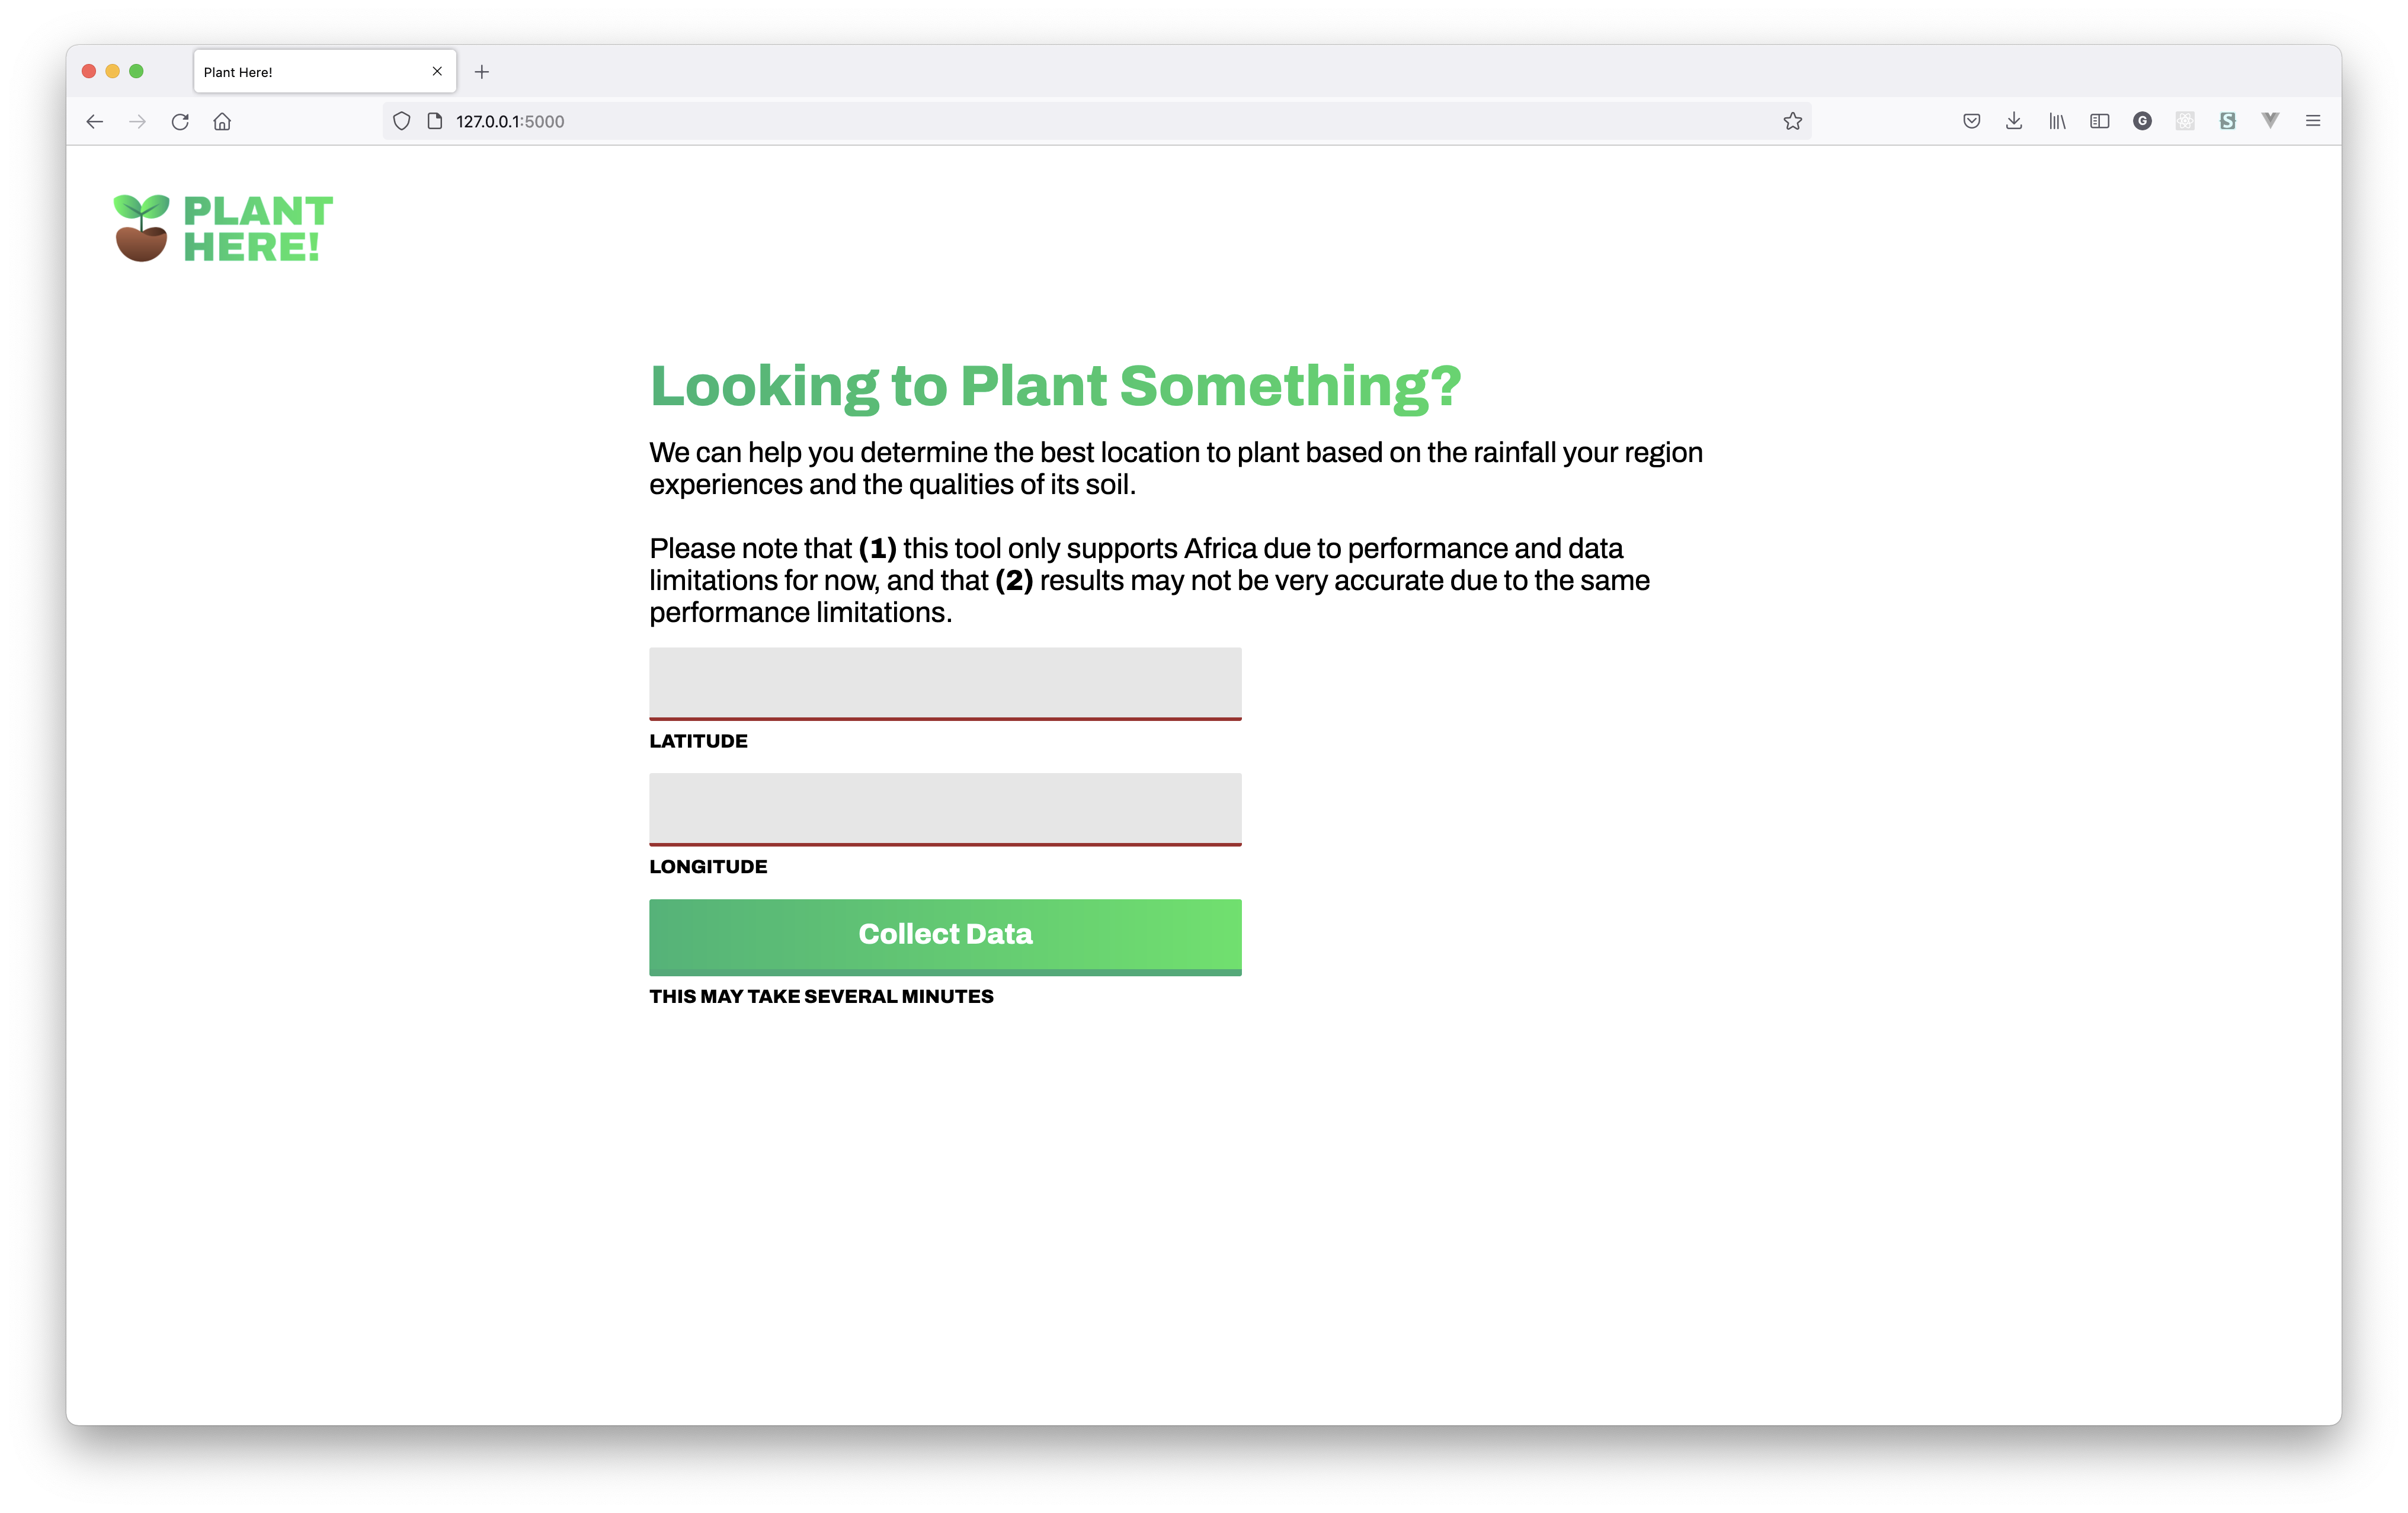 Plant Here!
127.0.0.1:5000
G
S
PLANT
HERE!
Looking to Plant Something?
We can help you determine the best location to plant based on the rainfall your region
experiences and the qualities of its soil.
Please note that (1) this tool only supports Africa due to performance and data
limitations for now, and that (2) results may not be very accurate due to the same
performance limitations.
LATITUDE
LONGITUDE
Collect Data
THIS MAY TAKE SEVERAL MINUTES